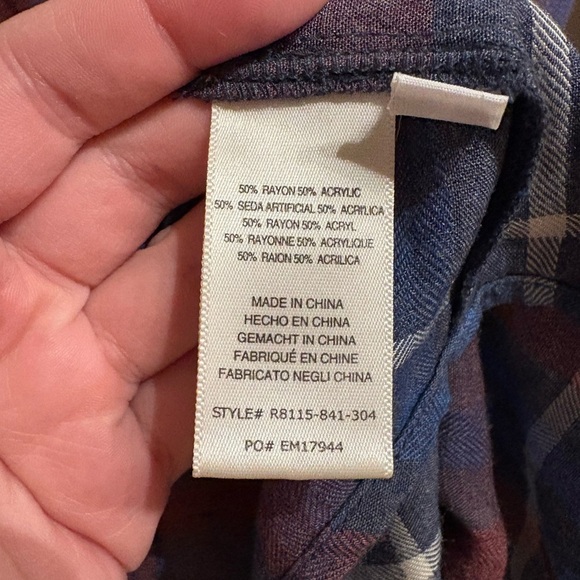 50% RAYON 50% ACRYLIC
50% SEDA ARTIFICIAL 50% ACRILICA
50% RAYON 50% ACRYL
50% RAYONNE 50% ACRYLIQUE
50% RAION 50% ACRILICA
MADE IN CHINA
HECHO EN CHINA
GEMACHT IN CHINA
FABRIQUÉ EN CHINE
FABRICATO NEGLI CHINA
STYLE# R8115-841-304
PO# EM17944